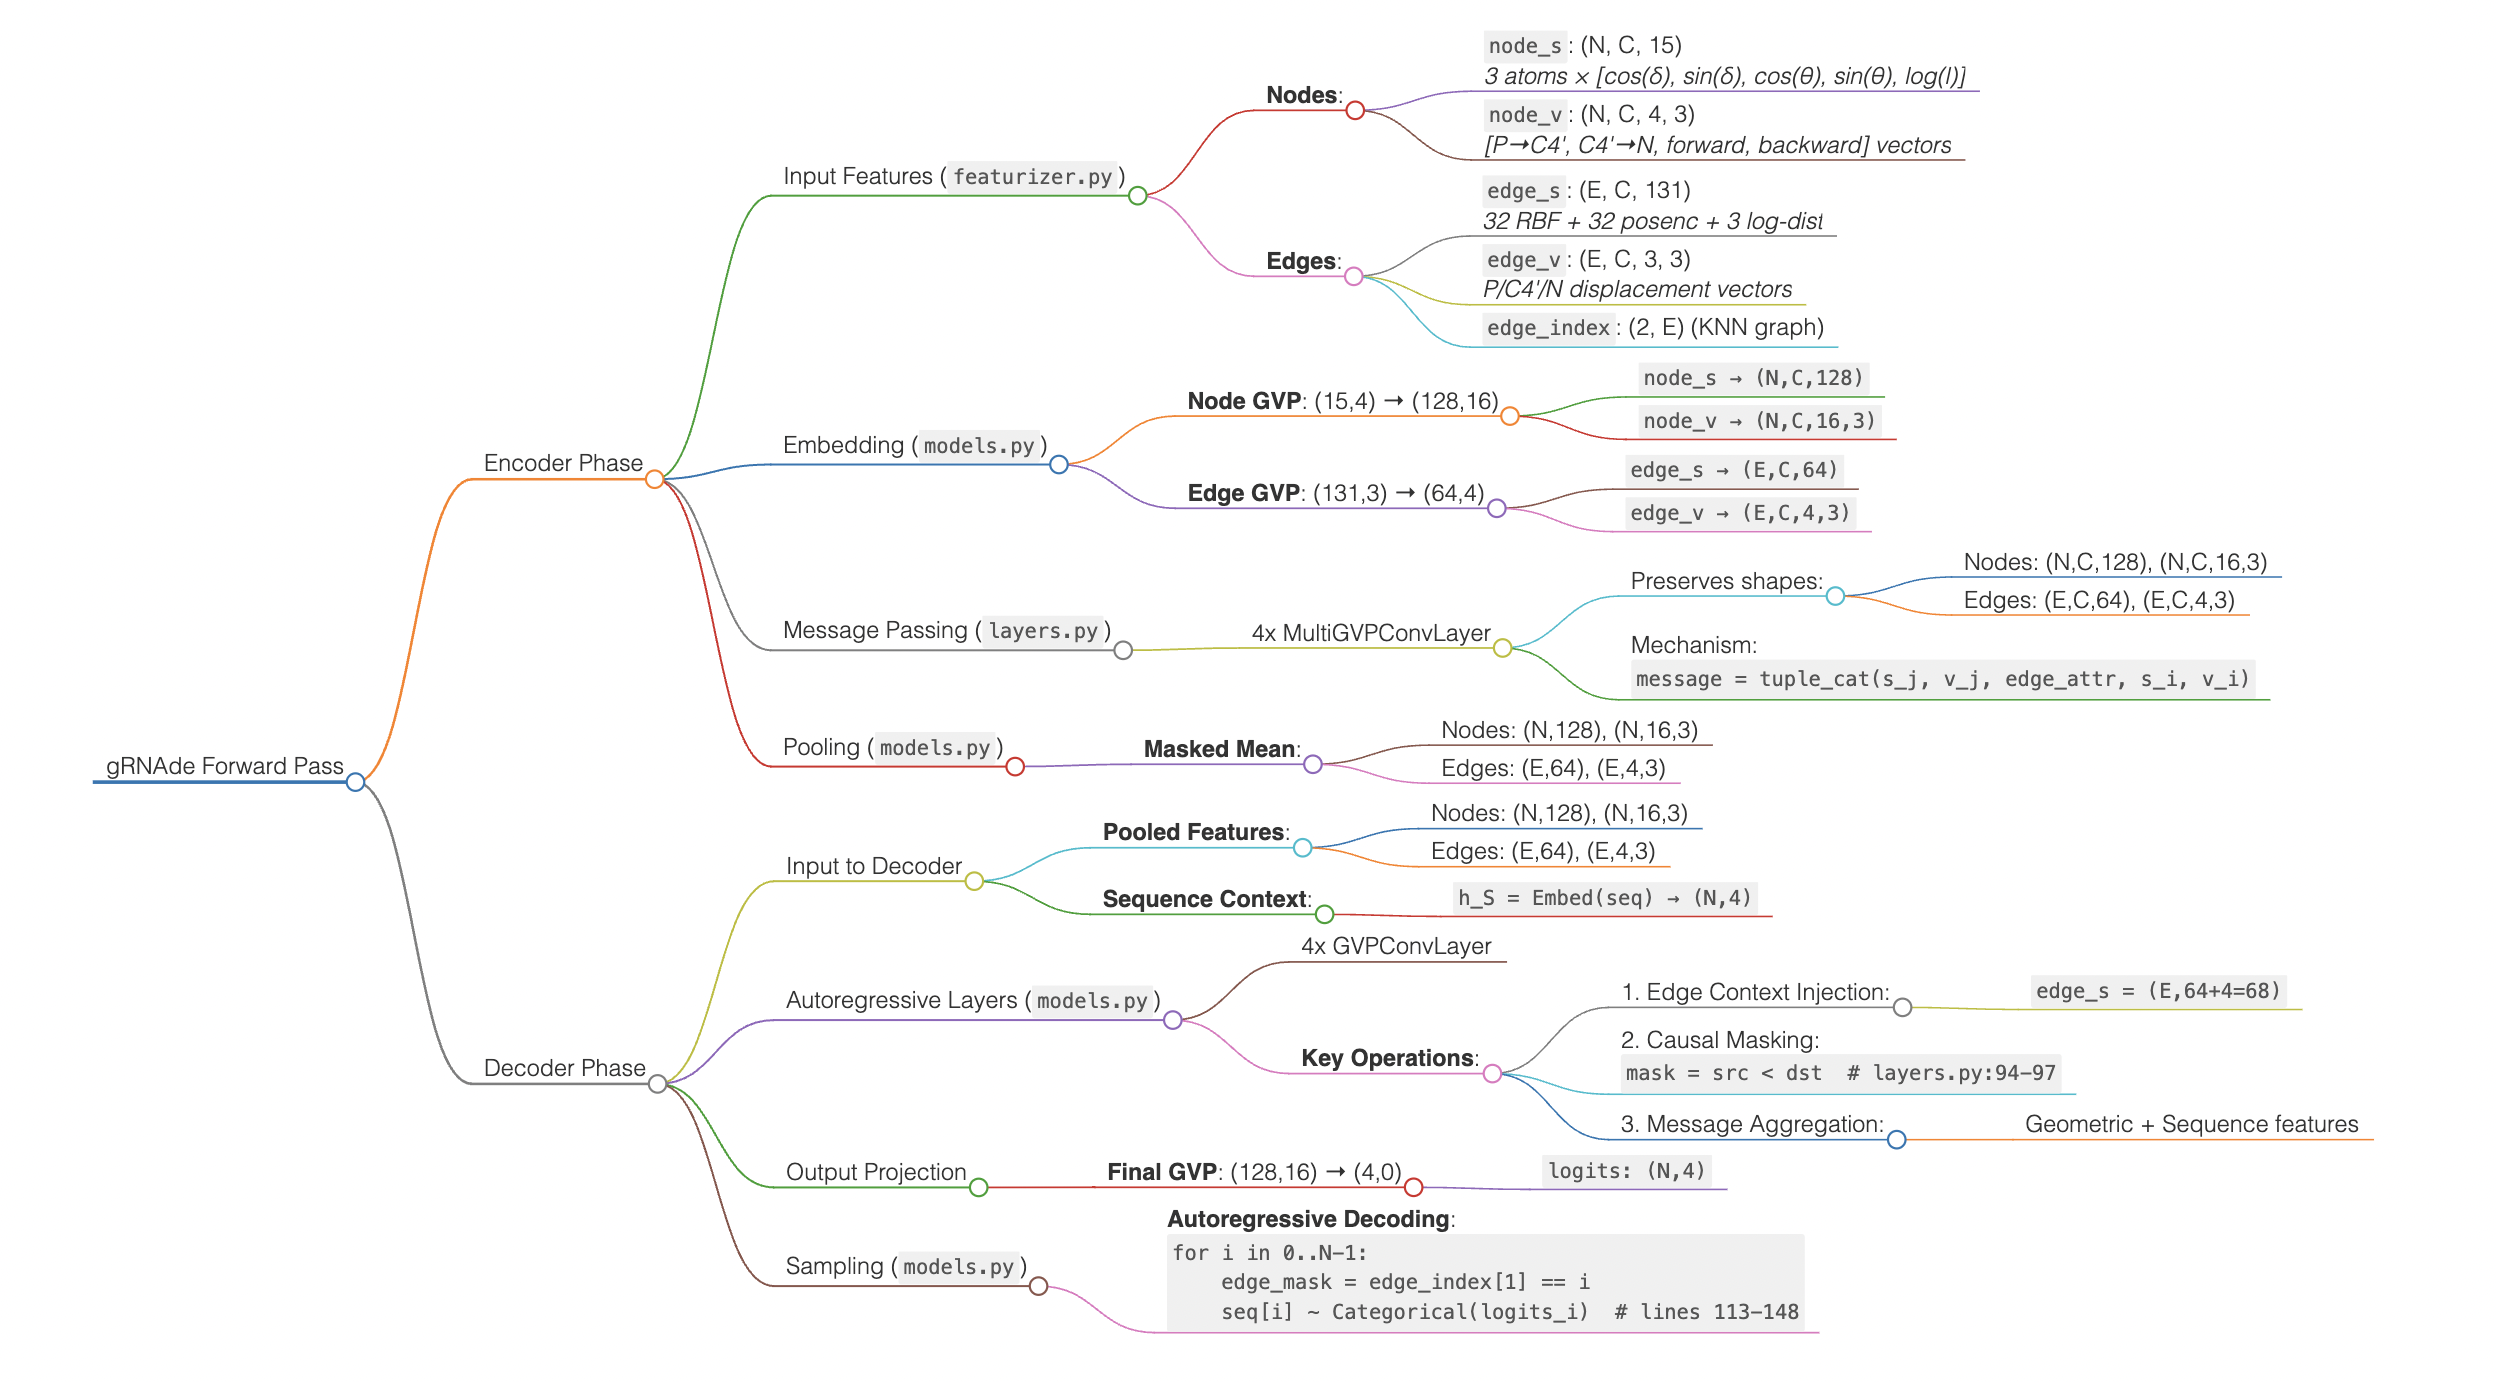 gRNAde Forward Pass
Encoder Phase
Input Features (featurizer.py)
Nodes:
node_s: (N, C, 15)
3 atoms × [cos(δ), sin(δ), cos(θ), sin(θ), log(l)]
node_v: (N, C, 4, 3)
[P→C4', C4'→N, forward, backward] vectors
Edges:
edge_s: (E, C, 131)
32 RBF + 32 posenc + 3 log-dist
edge_v: (E, C, 3, 3)
P/C4'/N displacement vectors
edge_index: (2, E) (KNN graph)
Embedding (models.py)
Node GVP: (15,4) → (128,16)
node_s → (N,C,128)
node_v → (N,C,16,3)
Edge GVP: (131,3) → (64,4)
edge_s → (E,C,64)
edge_v → (E,C,4,3)
Message Passing (layers.py)
4x MultiGVPConvLayer
Preserves shapes:
Nodes: (N,C,128), (N,C,16,3)
Edges: (E,C,64), (E,C,4,3)
Mechanism:
message = tuple_cat(s_j, v_j, edge_attr, s_i, v_i)
Pooling (models.py)
Masked Mean:
Nodes: (N,128), (N,16,3)
Edges: (E,64), (E,4,3)
Decoder Phase
Input to Decoder
Pooled Features:
Nodes: (N,128), (N,16,3)
Edges: (E,64), (E,4,3)
Sequence Context:
h_S = Embed(seq) → (N,4)
Autoregressive Layers (models.py)
4x GVPConvLayer
Key Operations:
1. Edge Context Injection:
edge_s = (E,64+4=68)
2. Causal Masking:
mask = src < dst  # layers.py:94-97
3. Message Aggregation:
Geometric + Sequence features
Output Projection
Final GVP: (128,16) → (4,0)
logits: (N,4)
Sampling (models.py)
Autoregressive Decoding:
for i in 0..N-1:
    edge_mask = edge_index[1] == i
    seq[i] ~ Categorical(logits_i)  # lines 113-148